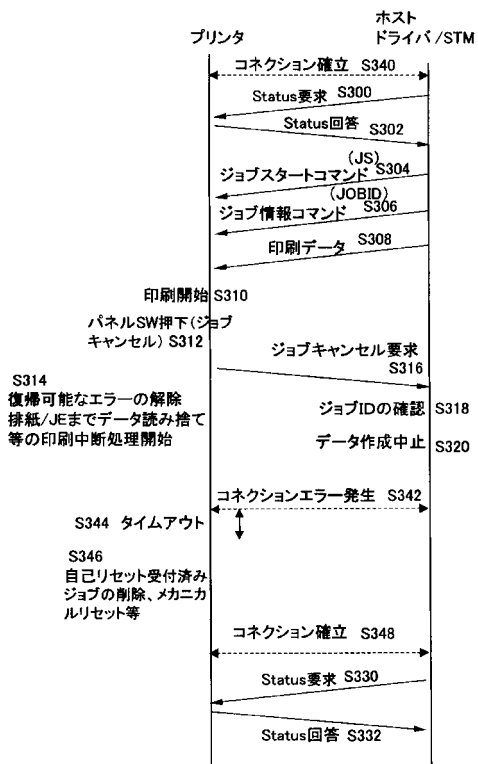 ホスト
プリンタ ドライバ/STM
コネクション確立 S340
Status要求 S300
Status回答 S302
(JS)
ジョブスタートコマンド S304
(JOBID)
ジョブ情報コマンド S306
印刷データ S308
印刷開始 S310
パネルSW押下(ジョブ
キャンセル) S312
ジョブキャンセル要求
S316
S314
復帰可能なエラーの解除
排紙/JEまでデータ読み捨て
等の印刷中断処理開始
ジョブIDの確認 S318
データ作成中止 S320
コネクションエラー発生 S342
S344 タイムアウト
S346
自己リセット受付済み
ジョブの削除、メカニカ
ルリセット等
コネクション確立 S348
Status要求 S330
Status回答 S332